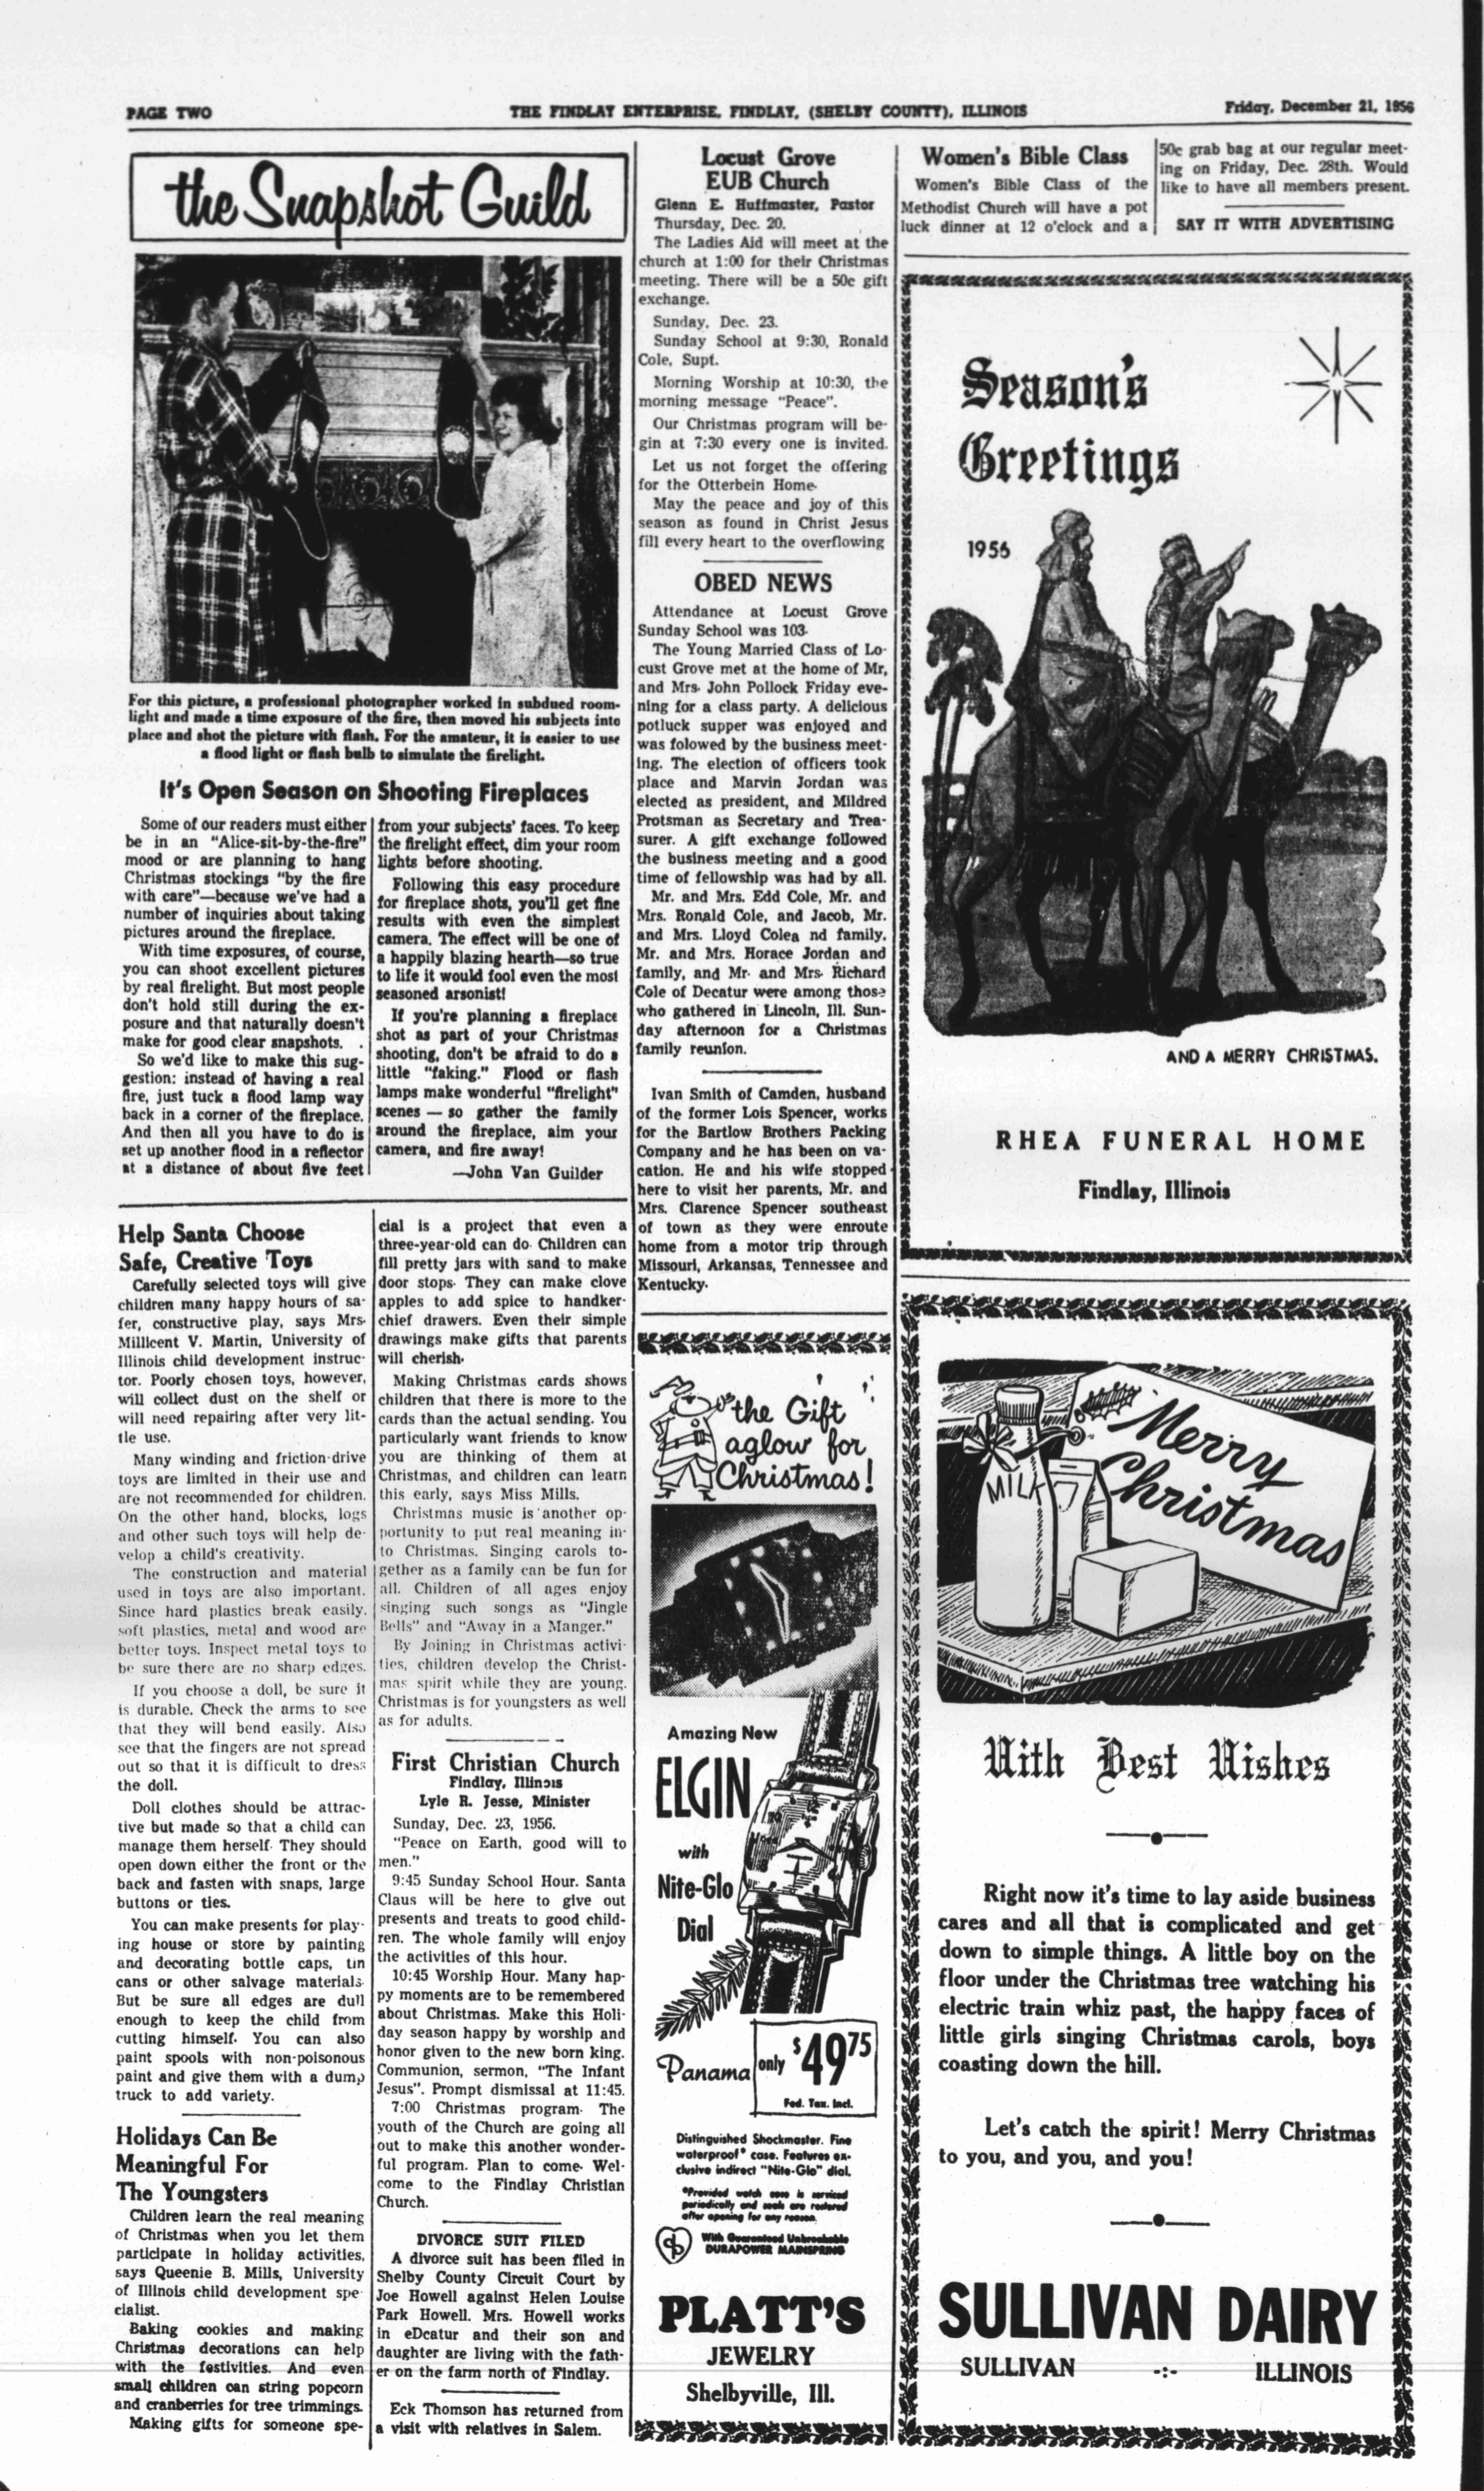 PAGE TWO
THE FINDLAY ENTERPRISE, FINDLAY, (SHELBY COUNTY), ILLINOIS
Friday, December 21, 1956
the Snapshot Guild
For this picture, a professional photographer worked in subdued room-
light and made a time exposure of the fire, then moved his subjects into
place and shot the picture with flash. For the amateur, it is easier to use
a flood light or flash bulb to simulate the firelight.
It's Open Season on Shooting Fireplaces
Some of our readers must either
be in an "Alice-sit-by-the-fire"
mood or are planning to hang
Christmas stockings "by the fire
with care"—because we've had a
number of inquiries about taking
pictures around the fireplace.
With time exposures, of course,
you can shoot excellent pictures
by real firelight. But most people
don't hold still during the ex-
posure and that naturally doesn't
make for good clear snapshots.
So we'd like to make this sug-
gestion: instead of having a real
fire, just tuck a flood lamp way
back in a corner of the fireplace.
And then all you have to do is
set up another flood in a reflector
at a distance of about five feet
from your subjects' faces. To keep
the firelight effect, dim your room
lights before shooting.
Following this easy procedure
for fireplace shots, you'll get fine
results with even the simplest
camera. The effect will be one of
a happily blazing hearth—so true
to life it would fool even the most
seasoned arsonist!
If you're planning a fireplace
shot as part of your Christmas
shooting, don't be afraid to do a
little "faking." Flood or flash
lamps make wonderful "firelight"
scenes — so gather the family
around the fireplace, aim your
camera, and fire away!
—John Van Guilder
Help Santa Choose
Safe, Creative Toys
Carefully selected toys will give
children many happy hours of sa-
fer, constructive play, says Mrs.
Millicent V. Martin, University of
Illinois child development instruc-
tor. Poorly chosen toys, however,
will collect dust on the shelf or
will need repairing after very lit-
tle use.
Many winding and friction-drive
toys are limited in their use and
are not recommended for children.
On the other hand, blocks, logs
and other such toys will help de-
velop a child's creativity.
The construction and material
used in toys are also important.
Since hard plastics break easily,
soft plastics, metal and wood are
better toys. Inspect metal toys to
be sure there are no sharp edges.
If you choose a doll, be sure it
is durable. Check the arms to see
that they will bend easily. Also
see that the fingers are not spread
out so that it is difficult to dress
the doll.
Doll clothes should be attrac-
tive but made so that a child can
manage them herself. They should
open down either the front or the
back and fasten with snaps, large
buttons or ties.
You can make presents for play-
ing house or store by painting
and decorating bottle caps, tin
cans or other salvage materials.
But be sure all edges are dull
enough to keep the child from
cutting himself. You can also
paint spools with non-poisonous
paint and give them with a dump
truck to add variety.
Holidays Can Be
Meaningful For
The Youngsters
Children learn the real meaning
of Christmas when you let them
participate in holiday activities,
says Queenie B. Mills, University
of Illinois child development spe-
cialist.
Baking cookies and making
Christmas decorations can help
with the festivities. And even
small children can string popcorn
and cranberries for tree trimmings.
Making gifts for someone spe-
cial is a project that even a
three-year-old can do. Children can
fill pretty jars with sand to make
door stops. They can make clove
apples to add spice to handker-
chief drawers. Even their simple
drawings make gifts that parents
will cherish.
Making Christmas cards shows
children that there is more to the
cards than the actual sending. You
particularly want friends to know
you are thinking of them at
Christmas, and children can learn
this early, says Miss Mills.
Christmas music is another op-
portunity to put real meaning in-
to Christmas. Singing carols to-
gether as a family can be fun for
all. Children of all ages enjoy
singing such songs as "Jingle
Bells" and "Away in a Manger."
By Joining in Christmas activi-
ties, children develop the Christ-
mas spirit while they are young.
Christmas is for youngsters as well
as for adults.
First Christian Church
Findlay, Illinois
Lyle R. Jesse, Minister
Sunday, Dec. 23, 1956.
"Peace on Earth, good will to
men."
9:45 Sunday School Hour. Santa
Claus will be here to give out
presents and treats to good child-
ren. The whole family will enjoy
the activities of this hour.
10:45 Worship Hour. Many hap-
py moments are to be remembered
about Christmas. Make this Holi-
day season happy by worship and
honor given to the new born king.
Communion, sermon, "The Infant
Jesus". Prompt dismissal at 11:45.
7:00 Christmas program. The
youth of the Church are going all
out to make this another wonder-
ful program. Plan to come. Wel-
come to the Findlay Christian
Church.
DIVORCE SUIT FILED
A divorce suit has been filed in
Shelby County Circuit Court by
Joe Howell against Helen Louise
Park Howell. Mrs. Howell works
in eDcatur and their son and
daughter are living with the fath-
er on the farm north of Findlay.
Eck Thomson has returned from
a visit with relatives in Salem.
Locust Grove
EUB Church
Glenn E. Huffmaster, Pastor
Thursday, Dec. 20.
The Ladies Aid will meet at the
church at 1:00 for their Christmas
meeting. There will be a 50c gift
exchange.
Sunday, Dec. 23.
Sunday School at 9:30, Ronald
Cole, Supt.
Morning Worship at 10:30, the
morning message "Peace".
Our Christmas program will be-
gin at 7:30 every one is invited.
Let us not forget the offering
for the Otterbein Home.
May the peace and joy of this
season as found in Christ Jesus
fill every heart to the overflowing
OBED NEWS
Attendance at Locust Grove
Sunday School was 103.
The Young Married Class of Lo-
cust Grove met at the home of Mr,
and Mrs. John Pollock Friday eve-
ning for a class party. A delicious
potluck supper was enjoyed and
was folowed by the business meet-
ing. The election of officers took
place and Marvin Jordan was
elected as president, and Mildred
Protsman as Secretary and Trea-
surer. A gift exchange followed
the business meeting and a good
time of fellowship was had by all.
Mr. and Mrs. Edd Cole, Mr. and
Mrs. Ronald Cole, and Jacob, Mr.
and Mrs. Lloyd Colea nd family,
Mr. and Mrs. Horace Jordan and
family, and Mr. and Mrs. Richard
Cole of Decatur were among those
who gathered in Lincoln, Ill. Sun-
day afternoon for a Christmas
family reunion.
Ivan Smith of Camden, husband
of the former Lois Spencer, works
for the Bartlow Brothers Packing
Company and he has been on va-
cation. He and his wife stopped
here to visit her parents, Mr. and
Mrs. Clarence Spencer southeast
of town as they were enroute
home from a motor trip through
Missouri, Arkansas, Tennessee and
Kentucky.
the Gift
aglow for
Christmas!
Amazing New
ELGIN
with
Nite-Glo
Dial
Panama
only $49 75
Fed. Tax. Incl.
Distinguished Shockmaster. Fine
waterproof* case. Features ex-
clusive indirect "Nite-Glo" dial.
*Provided watch case is serviced
periodically and seals are restored
after opening for any reason.
With Guaranteed Unbreakable
DURAPOWER MAINSPRING
PLATT'S
JEWELRY
Shelbyville, Ill.
Women's Bible Class
Women's Bible Class of the
Methodist Church will have a pot
luck dinner at 12 o'clock and a
50c grab bag at our regular meet-
ing on Friday, Dec. 28th. Would
like to have all members present.
SAY IT WITH ADVERTISING
Season's
Greetings
1956
AND A MERRY CHRISTMAS.
RHEA FUNERAL HOME
Findlay, Illinois
Merry
Christmas
MILK
With Best Wishes
Right now it's time to lay aside business
cares and all that is complicated and get
down to simple things. A little boy on the
floor under the Christmas tree watching his
electric train whiz past, the happy faces of
little girls singing Christmas carols, boys
coasting down the hill.
Let's catch the spirit! Merry Christmas
to you, and you, and you!
SULLIVAN DAIRY
SULLIVAN -:- ILLINOIS